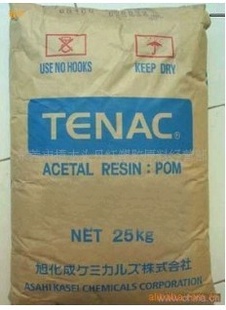 USE NO HOOKS
KEEP DRY
TENAC®
ACETAL RESIN : POM
NET 25kg
旭化成ケミカルズ株式会社
ASAHI KASEI CHEMICALS CORPORATION